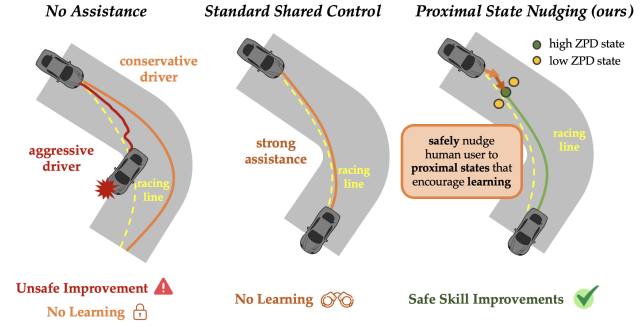 No Assistance
Standard Shared Control
Proximal State Nudging (ours)
conservative
driver
aggressive
driver
racing
line
strong
assistance
racing
line
high ZPD state
low ZPD state
racing
line
safely nudge
human user to
proximal states that
encourage learning
Unsafe Improvement
No Learning
No Learning
Safe Skill Improvements